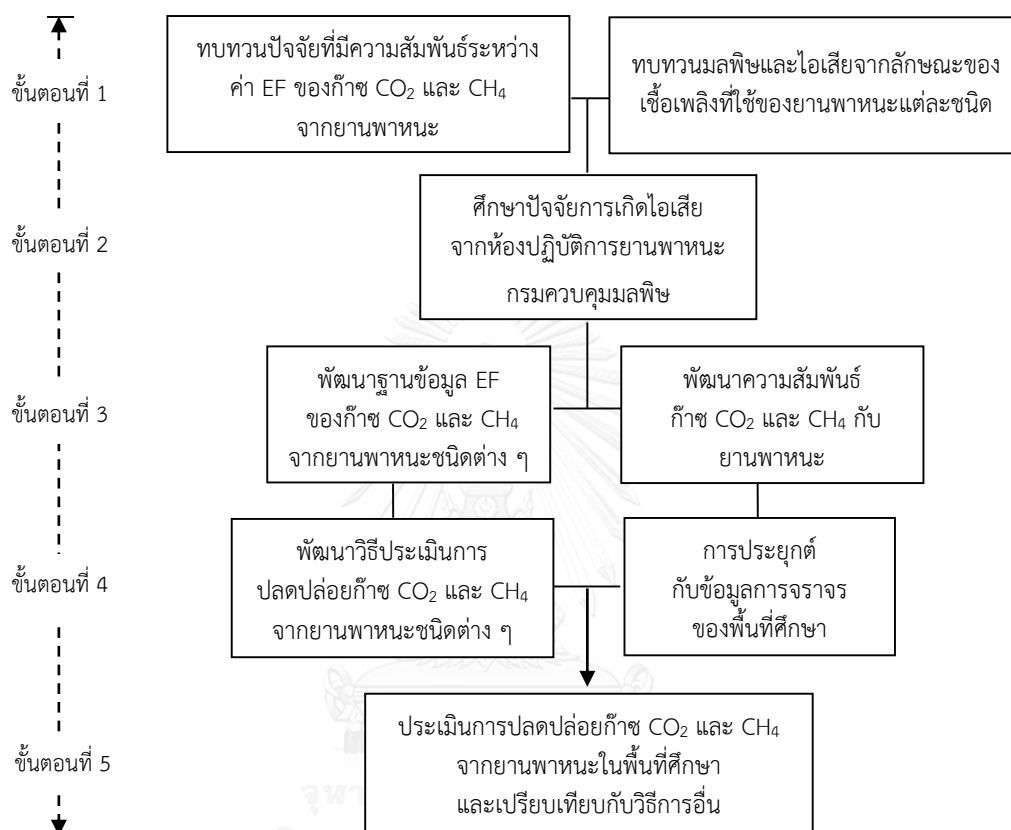 ขั้นตอนที่ 1
ทบทวนปัจจัยที่มีความสัมพันธ์ระหว่าง
ค่า EF ของก๊าซ CO₂ และ CH₄
จากยานพาหนะ
ทบทวนมลพิษและไอเสียจากลักษณะของ
เชื้อเพลิงที่ใช้ของยานพาหนะแต่ละชนิด
ขั้นตอนที่ 2
ศึกษาปัจจัยการเกิดไอเสีย
จากห้องปฏิบัติการยานพาหนะ
กรมควบคุมมลพิษ
ขั้นตอนที่ 3
พัฒนาฐานข้อมูล EF
ของก๊าซ CO₂ และ CH₄
จากยานพาหนะชนิดต่าง ๆ
พัฒนาความสัมพันธ์
ก๊าซ CO₂ และ CH₄ กับ
ยานพาหนะ
ขั้นตอนที่ 4
พัฒนาวิธีประเมินการ
ปลดปล่อยก๊าซ CO₂ และ CH₄
จากยานพาหนะชนิดต่าง ๆ
การประยุกต์
กับข้อมูลการจราจร
ของพื้นที่ศึกษา
ขั้นตอนที่ 5
ประเมินการปลดปล่อยก๊าซ CO₂ และ CH₄
จากยานพาหนะในพื้นที่ศึกษา
และเปรียบเทียบกับวิธีการอื่น